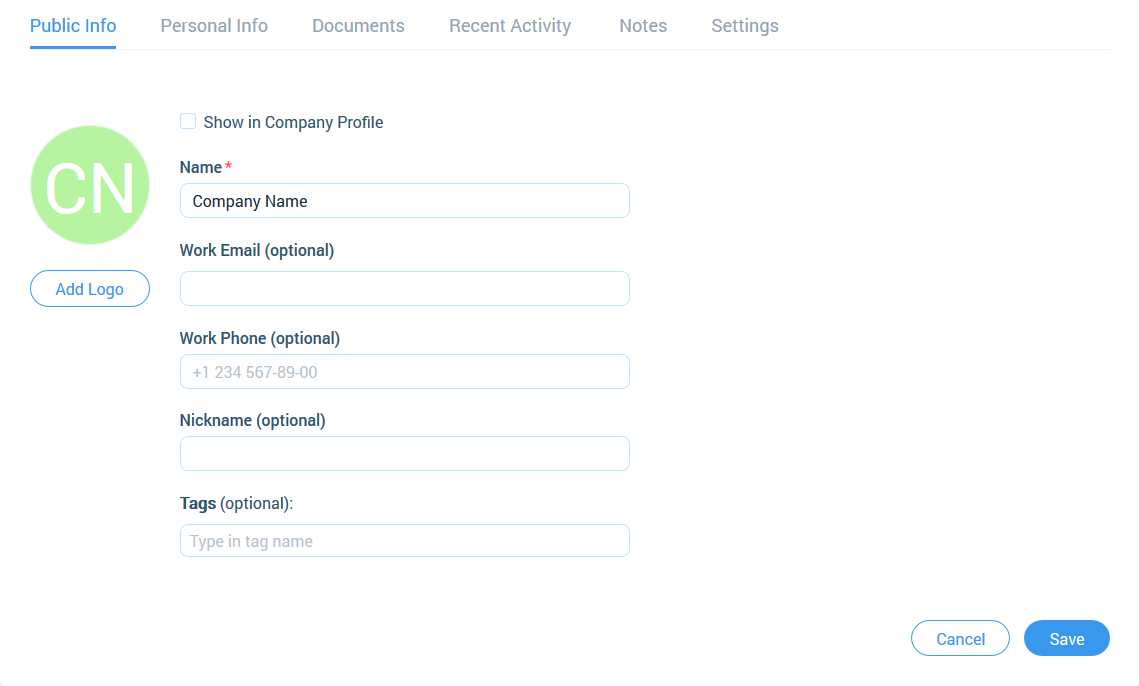 Public Info Personal Info Documents Recent Activity Notes Settings
Show in Company Profile
CN
Add Logo
Name *
Company Name
Work Email (optional)
Work Phone (optional)
+1 234 567-89-00
Nickname (optional)
Tags (optional):
Type in tag name
Cancel Save